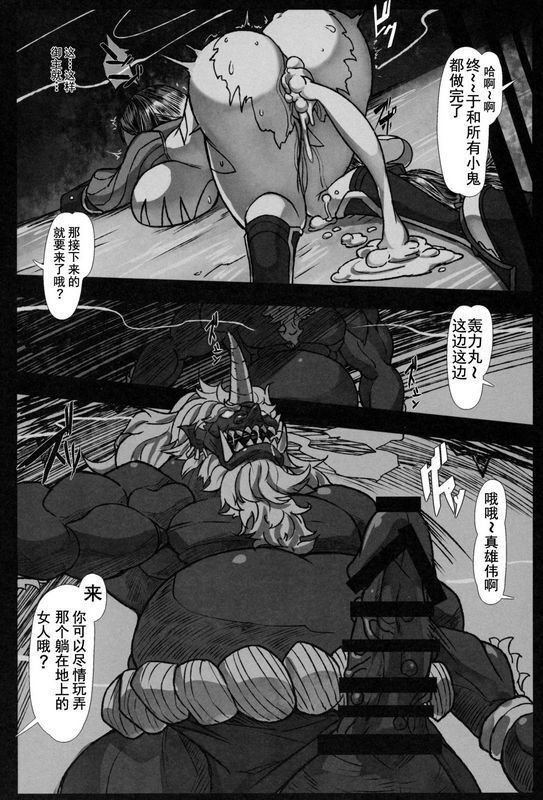 哈啊~啊
终~~于和所有小鬼
都做完了
这…这样
御主就…
那接下来的
就要来了哦？
轰力丸~
这边这边
哦哦~真雄伟啊
来
你可以尽情玩弄
那个躺在地上的
女人哦？